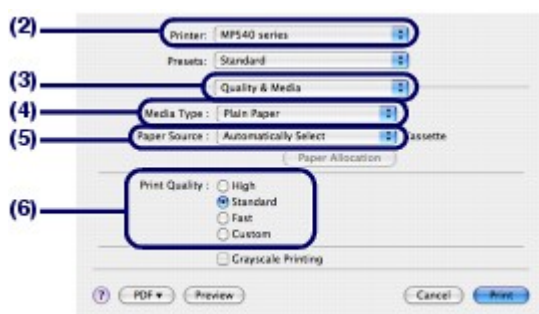 (2) Printer: MP540 series
Presets: Standard
(3) Quality & Media
(4) Media Type: Plain Paper
(5) Paper Source: Automatically Select Cassette
Paper Allocation
(6) Print Quality: High
Standard
Fast
Custom
Grayscale Printing
? PDF ▾ Preview Cancel Print